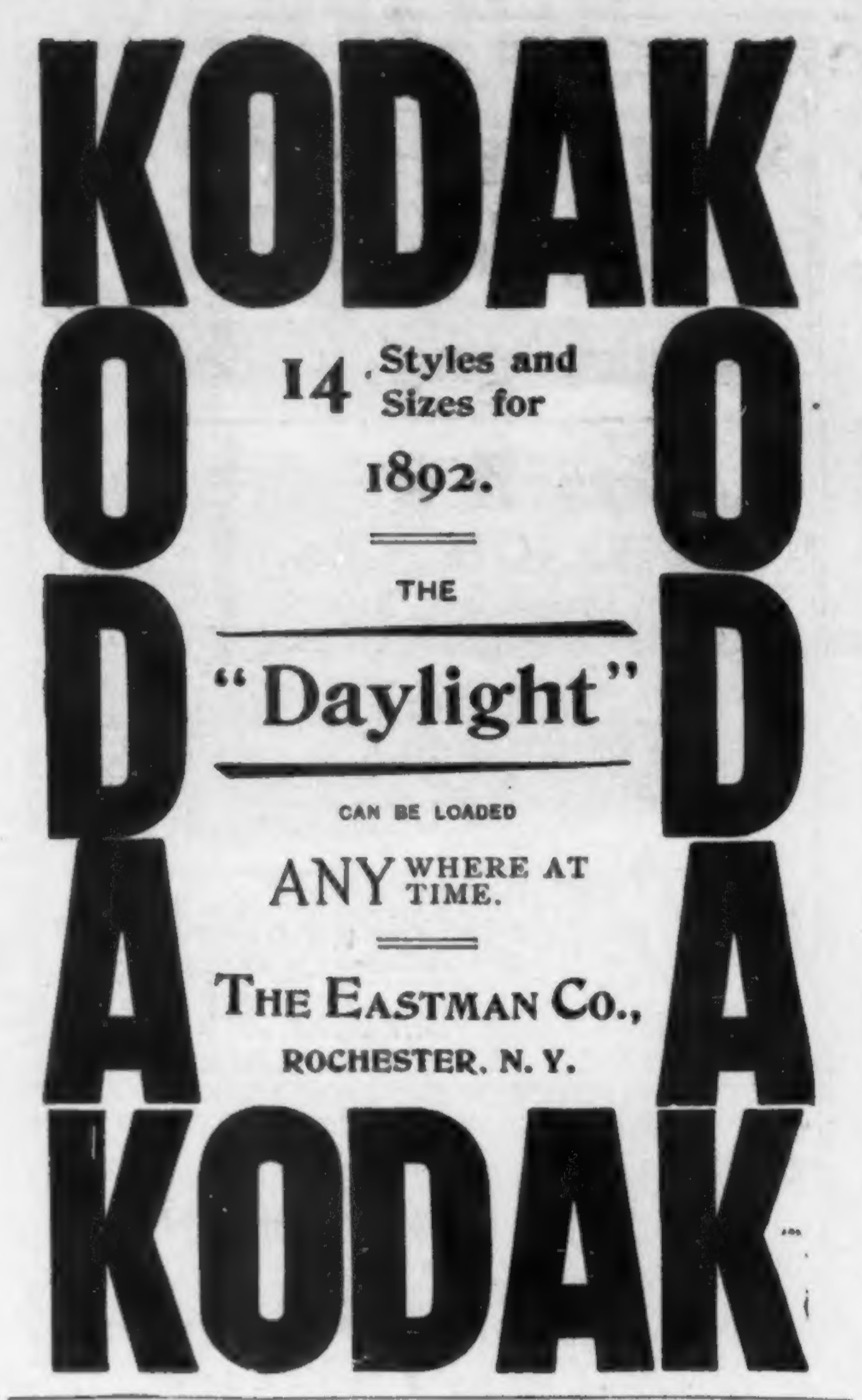 KODAK
O
D
A
O
D
A
14 Styles and
Sizes for
1892.
THE
"Daylight"
CAN BE LOADED
ANY WHERE AT
TIME.
THE EASTMAN CO.,
ROCHESTER. N. Y.
KODAK